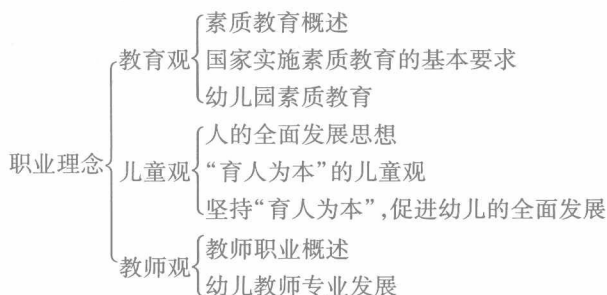 素质教育概述
教育观
国家实施素质教育的基本要求
幼儿园素质教育
人的全面发展思想
职业理念
儿童观
“育人为本”的儿童观
坚持“育人为本”,促进幼儿的全面发展
教师职业概述
教师观
幼儿教师专业发展